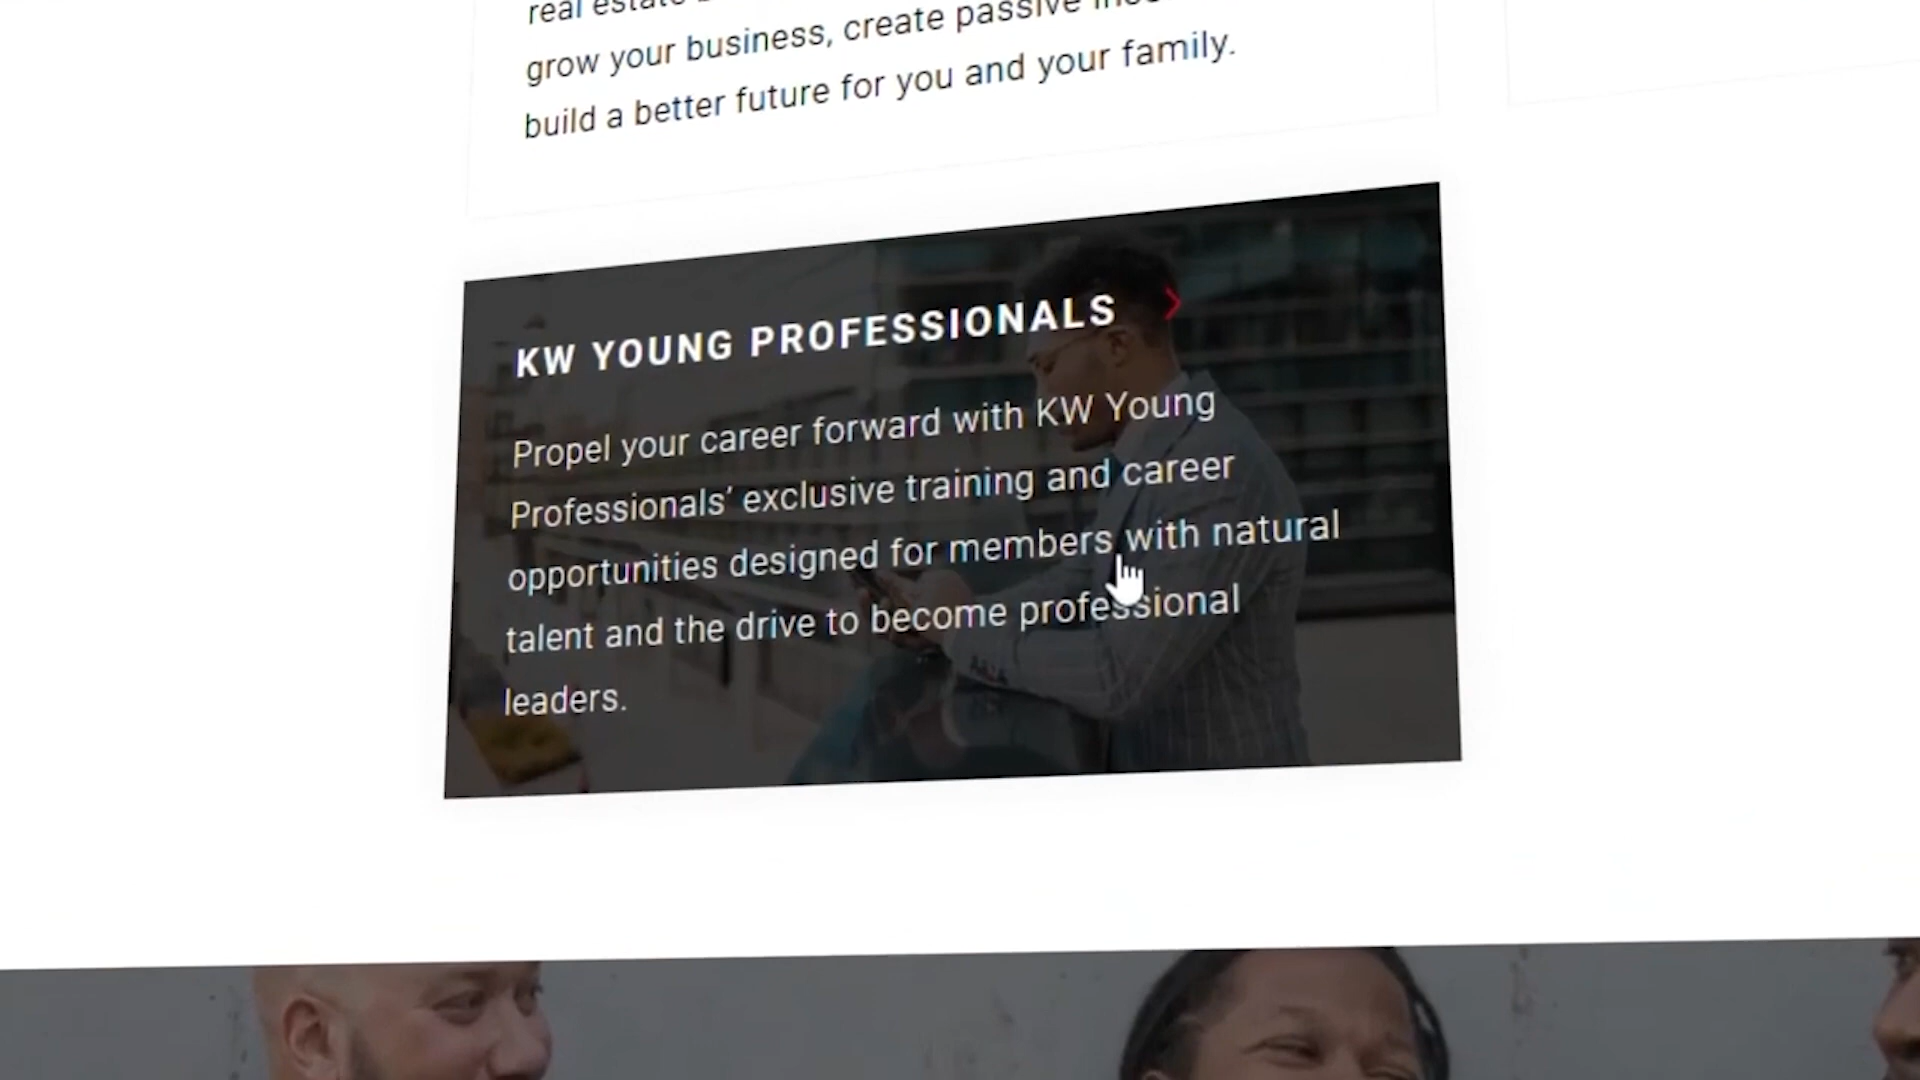 real estate
grow your business, create passive
build a better future for you and your family.
KW YOUNG PROFESSIONALS
Propel your career forward with KW Young
Professionals’ exclusive training and career
opportunities designed for members with natural
talent and the drive to become professional
leaders.